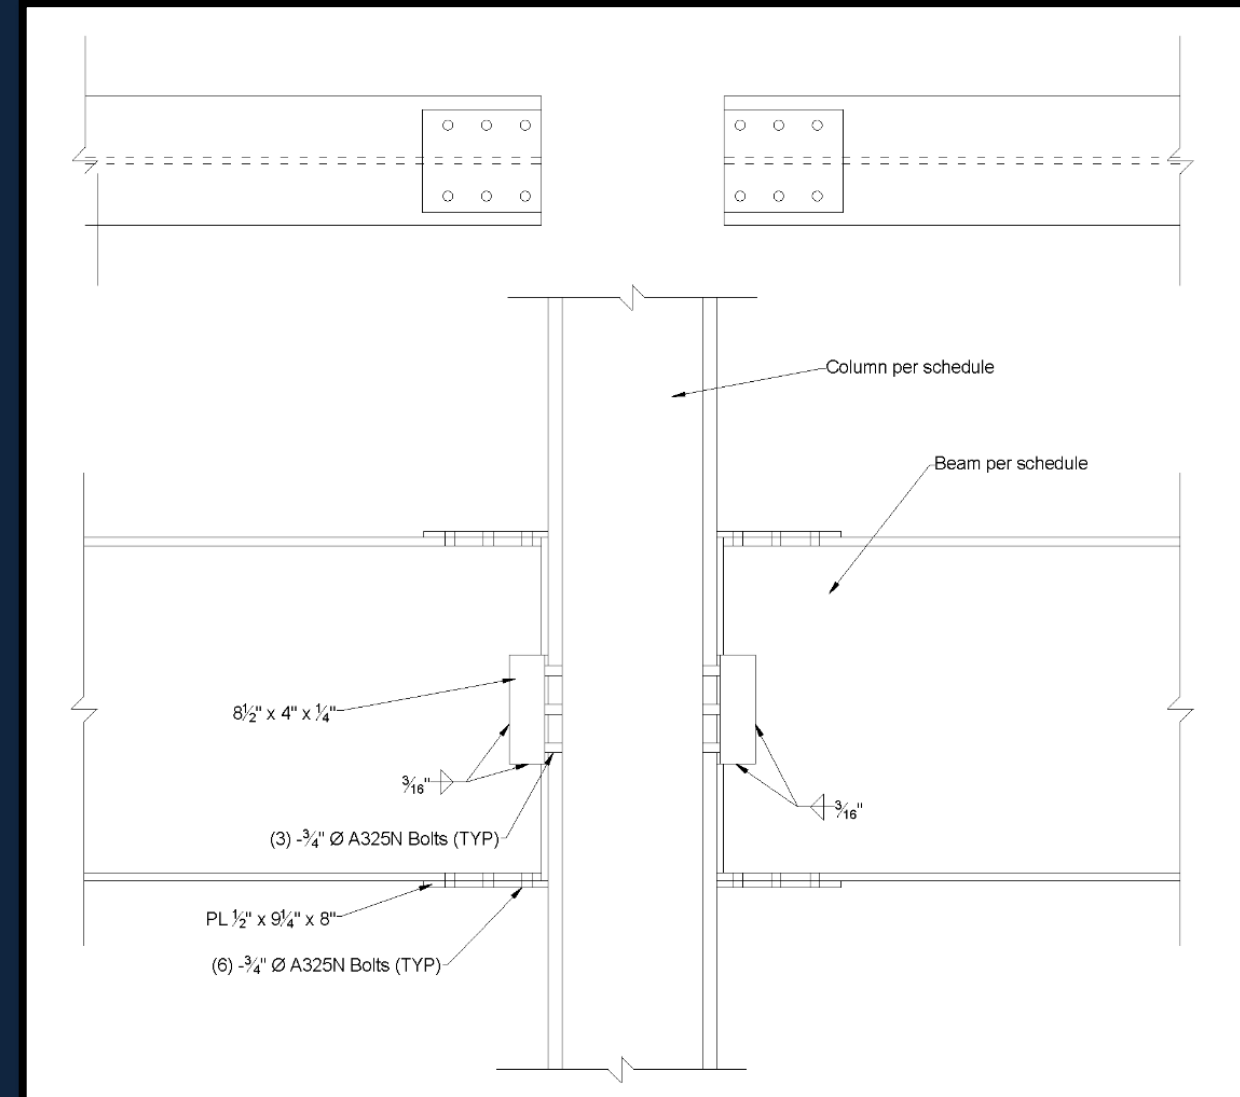 Column per schedule
Beam per schedule
8½" x 4" x ¼"
3⁄16"
3⁄16"
(3) -¾" Ø A325N Bolts (TYP)
PL ½" x 9¼" x 8"
(6) -¾" Ø A325N Bolts (TYP)